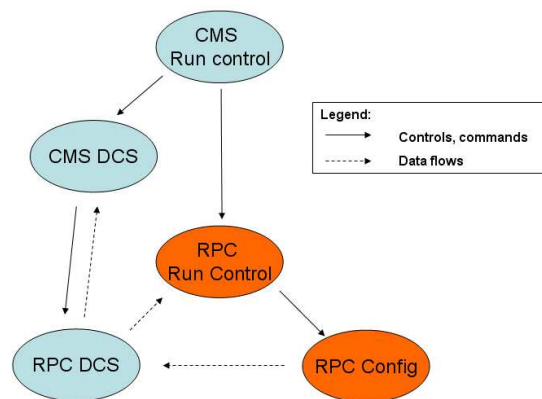 CMS
Run control
Legend:
Controls, commands
Data flows
CMS DCS
RPC
Run Control
RPC DCS
RPC Config